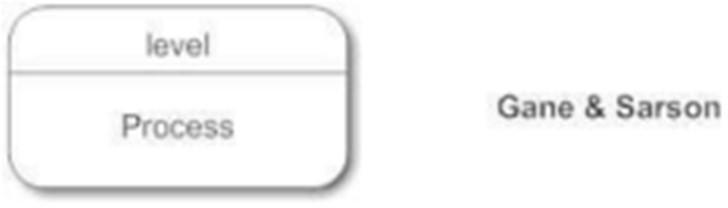 level
Process
Gane & Sarson